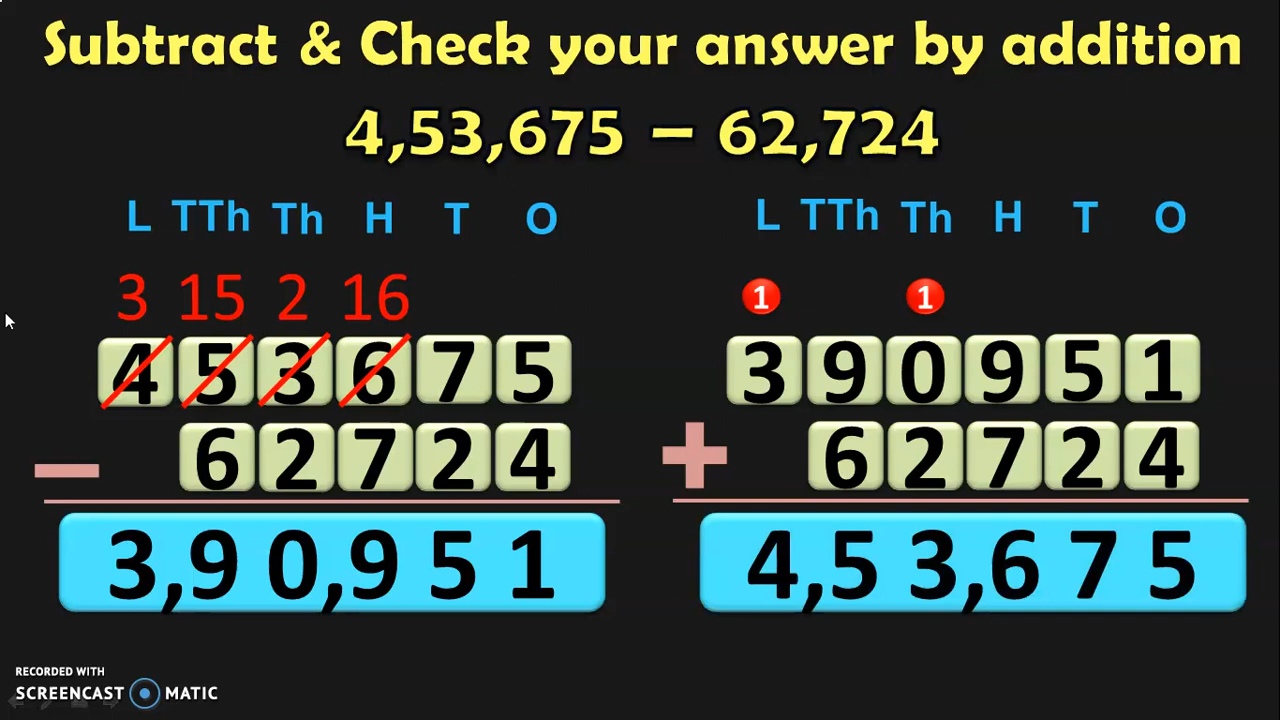 Subtract & Check your answer by addition
4,53,675 – 62,724
L TTh Th H T O
3 15 2 16
4 5 3 6 7 5
– 6 2 7 2 4
3,9 0,9 5 1
L TTh Th H T O
1 1
3 9 0 9 5 1
+ 6 2 7 2 4
4,5 3,6 7 5
RECORDED WITH
SCREENCAST MATIC